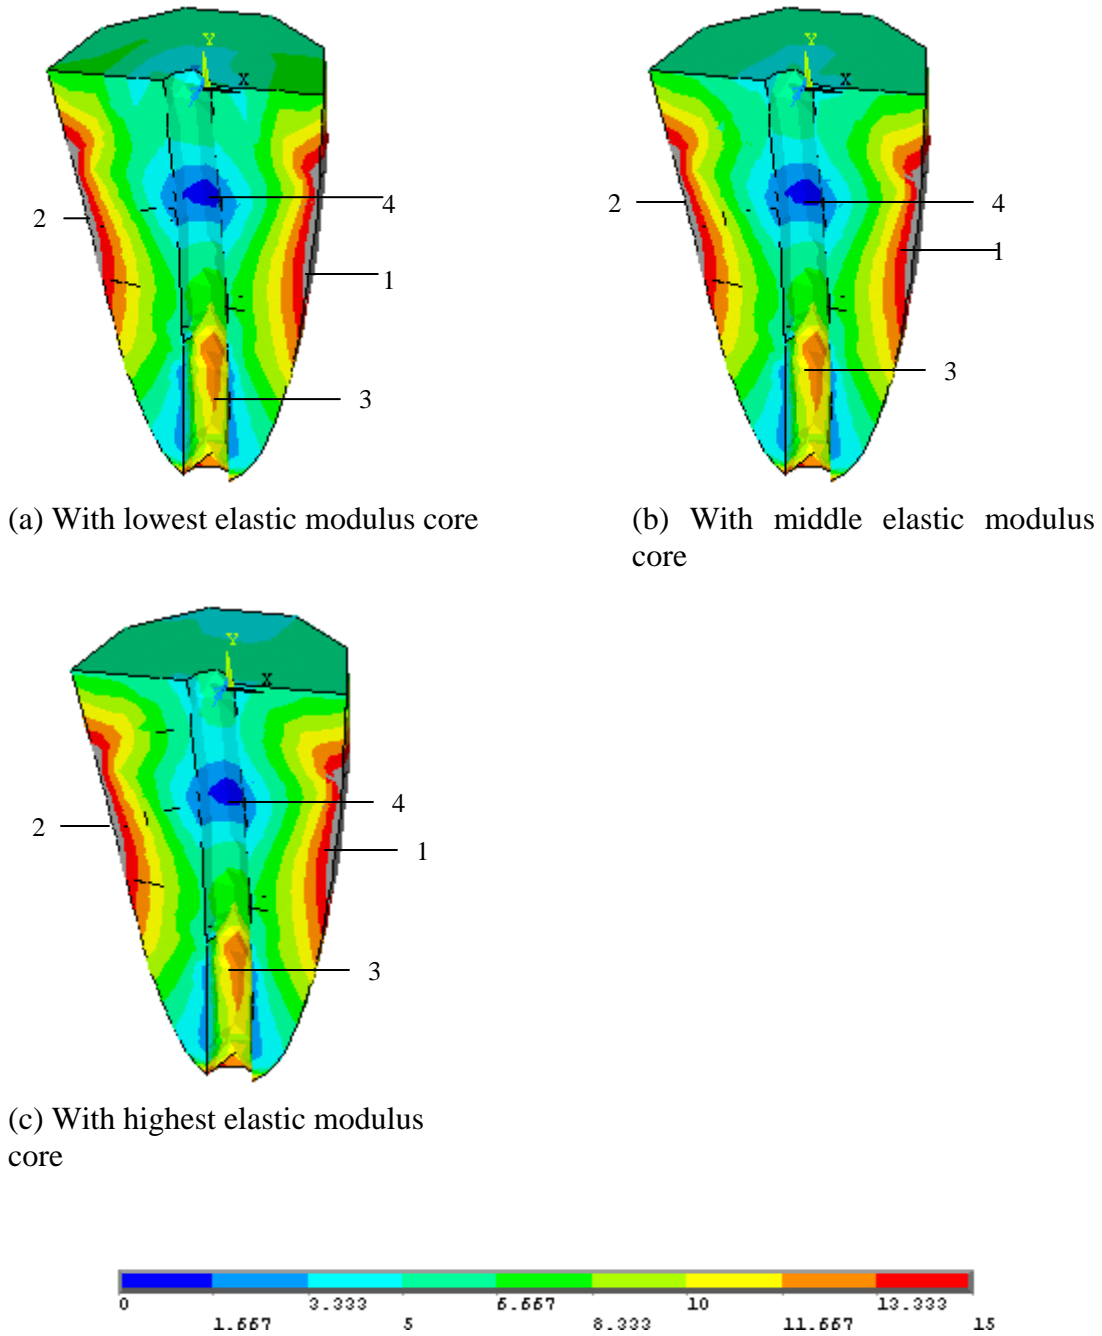 Y
X
4
2
1
3
Y
X
4
2
1
3
(a) With lowest elastic modulus core
(b) With middle elastic modulus
core
Y
X
4
2
1
3
(c) With highest elastic modulus
core
0 3.333 6.667 10 13.333
1.667 5 8.333 11.667 15